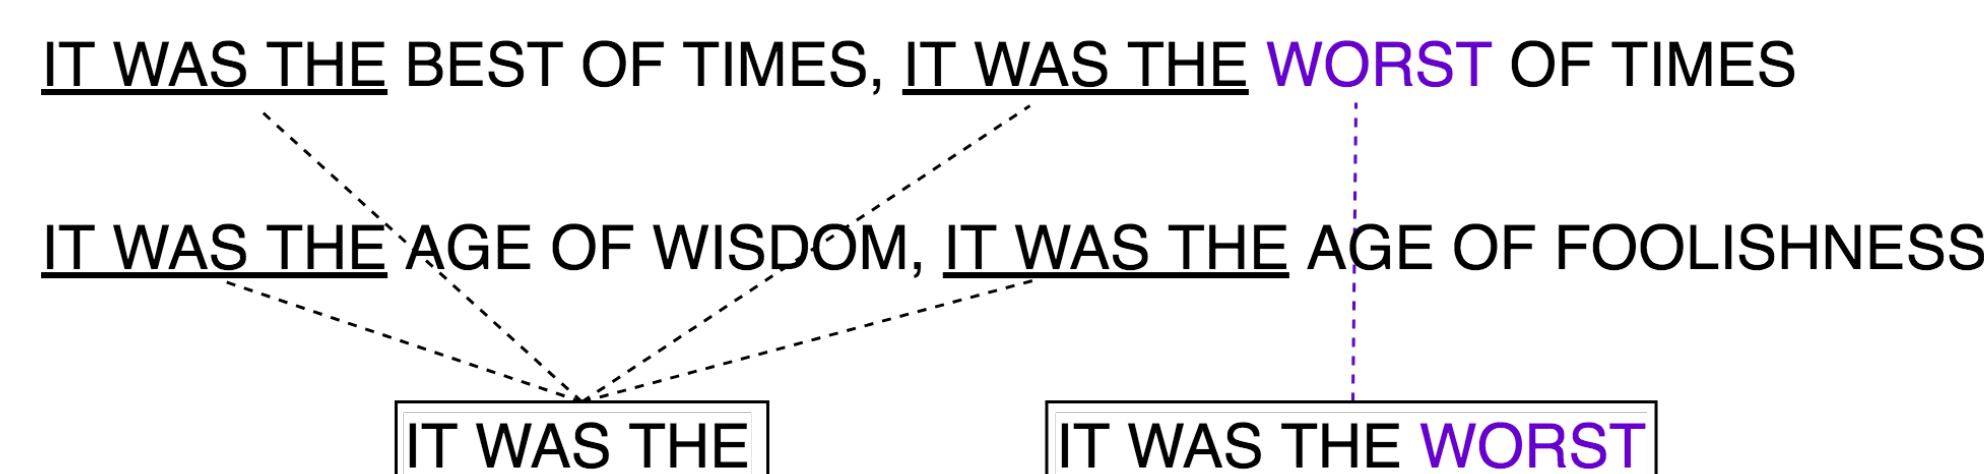 IT WAS THE BEST OF TIMES, IT WAS THE WORST OF TIMES
IT WAS THE AGE OF WISDOM, IT WAS THE AGE OF FOOLISHNESS
IT WAS THE
IT WAS THE WORST